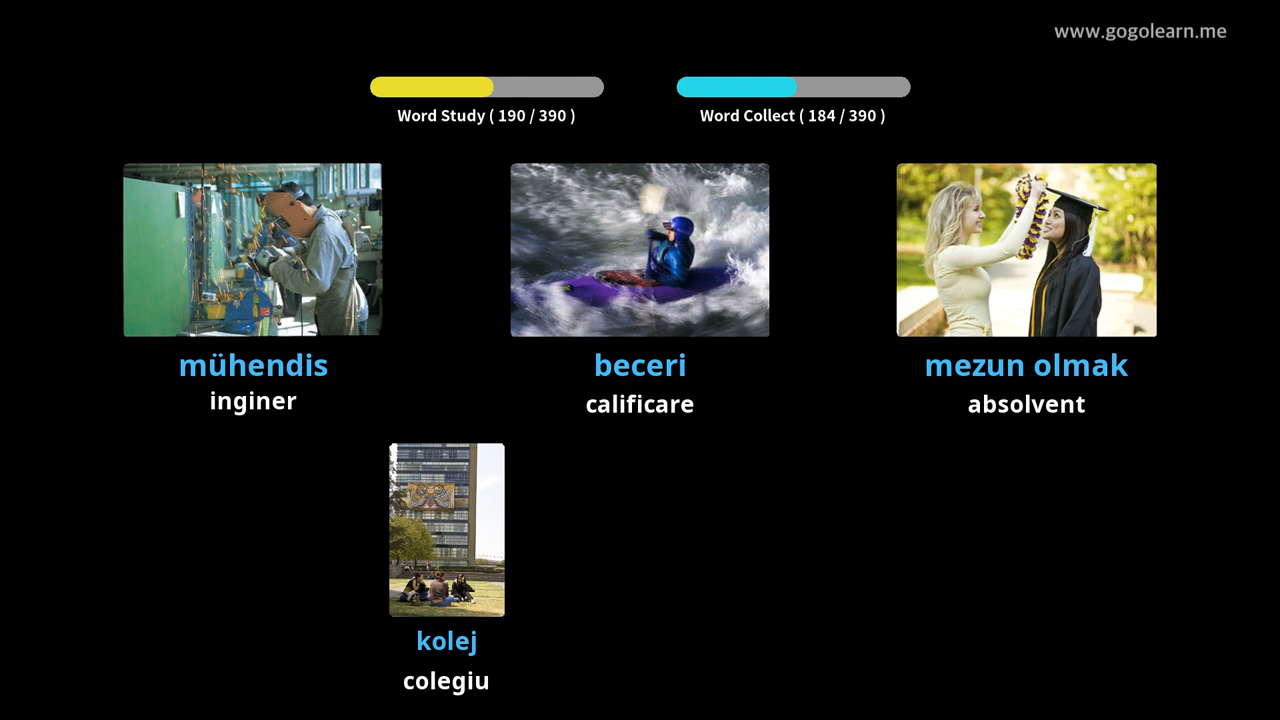 www.gogolearn.me
Word Study ( 190 / 390 )
Word Collect ( 184 / 390 )
mühendis
inginer
beceri
calificare
mezun olmak
absolvent
kolej
colegiu